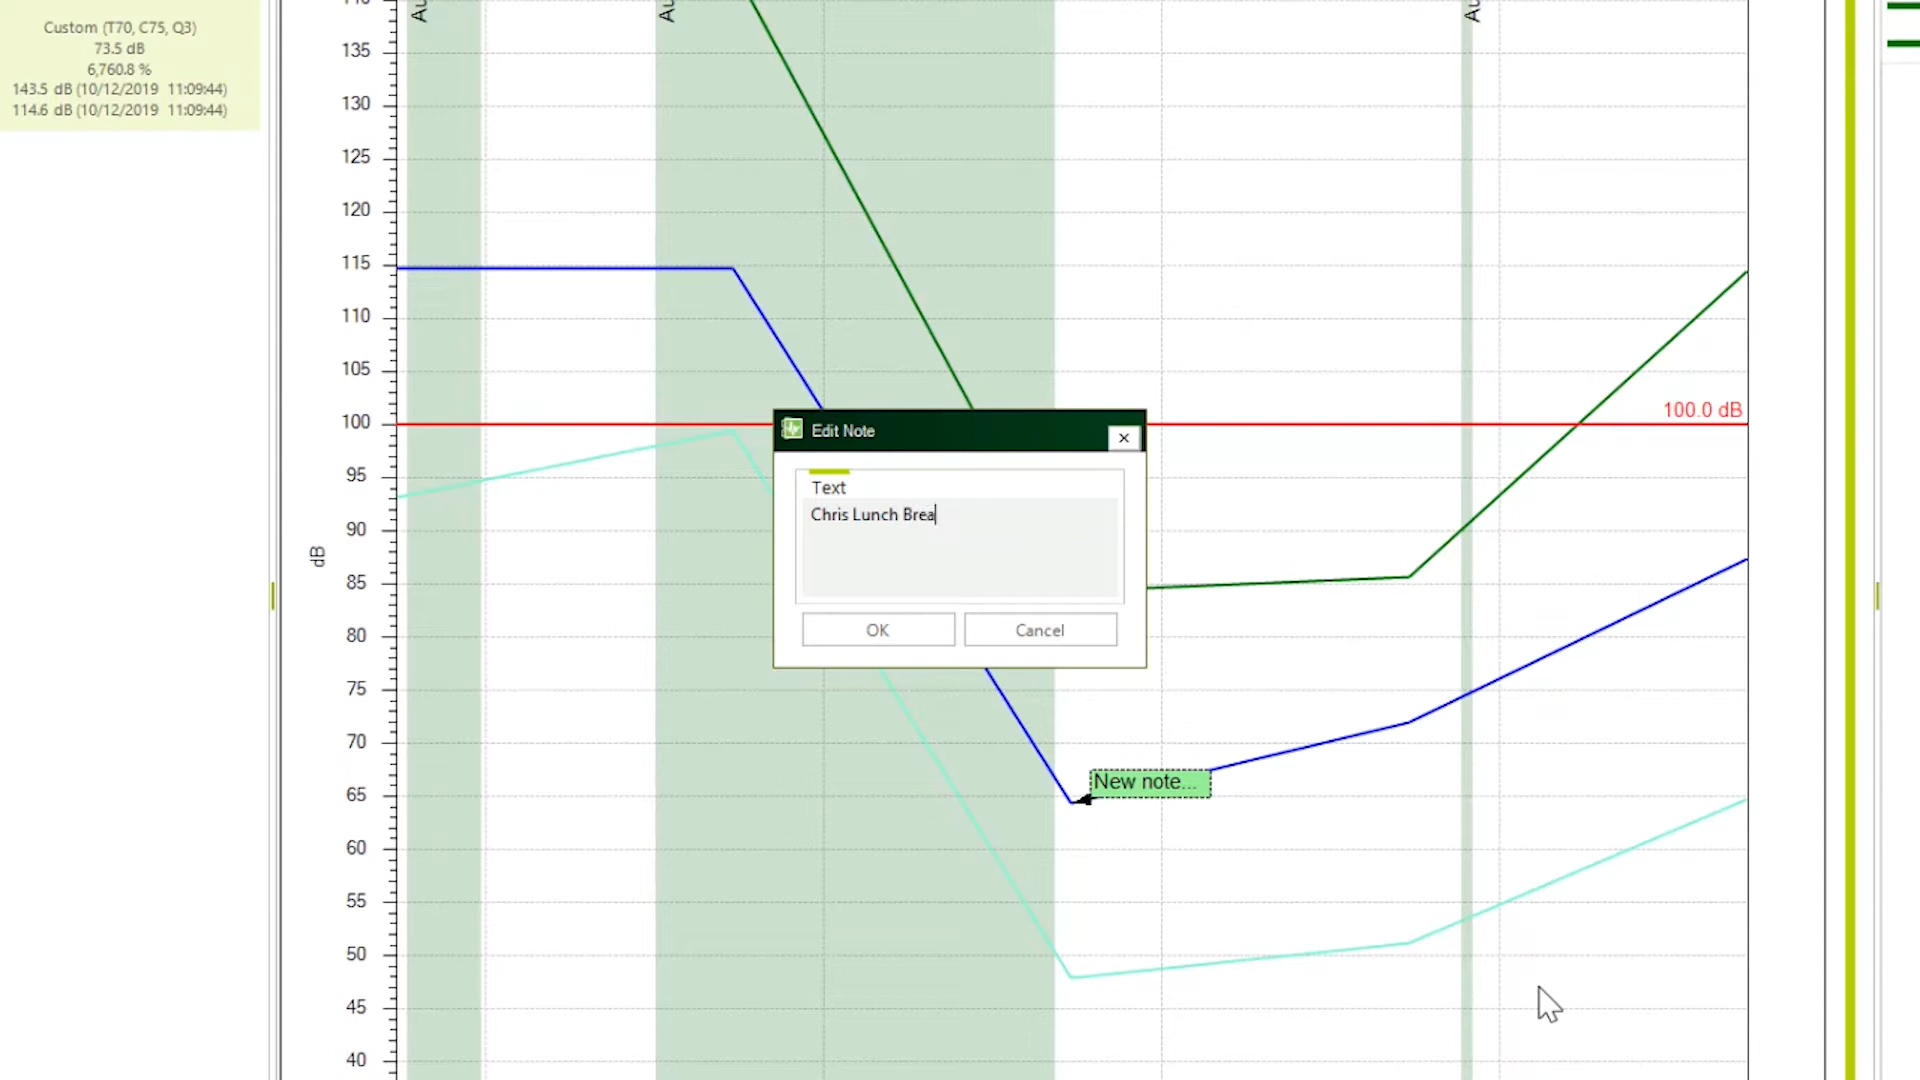 Custom (T70, C75, Q3)
73.5 dB
6,760.8 %
143.5 dB (10/12/2019 11:09:44)
114.6 dB (10/12/2019 11:09:44)
Au
Au
Au
135
130
125
120
115
110
105
100
95
90
85
80
75
70
65
60
55
50
45
40
dB
100.0 dB
Edit Note
Text
Chris Lunch Brea
OK
Cancel
New note...